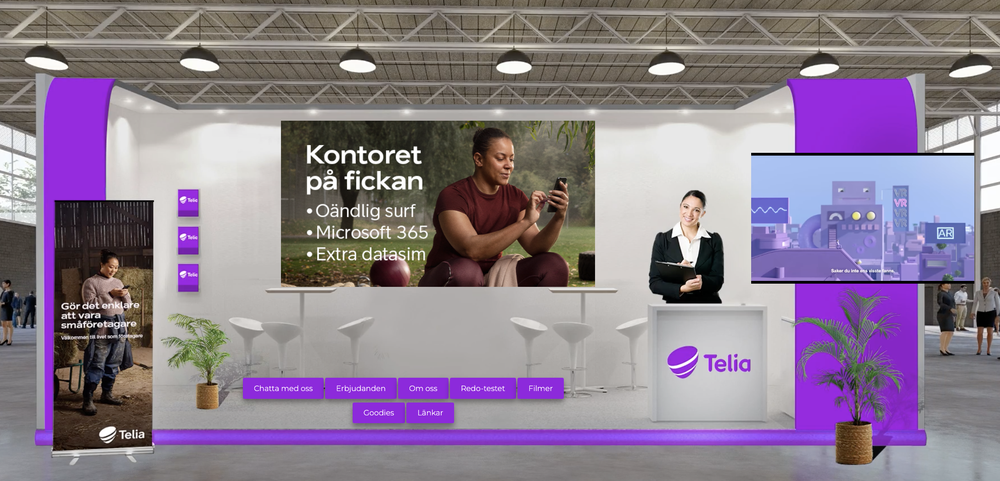 Kontoret
på fickan
• Oändlig surf
• Microsoft 365
• Extra datasim
VR
VR
VR
VR
AR
Saker du inte ens visste fanns.
Telia
Telia
Telia
Gör det enklare
att vara
småföretagare
Välkommen till livet som företagare
Telia
Telia
Chatta med oss
Erbjudanden
Om oss
Redo-testet
Filmer
Goodies
Länkar